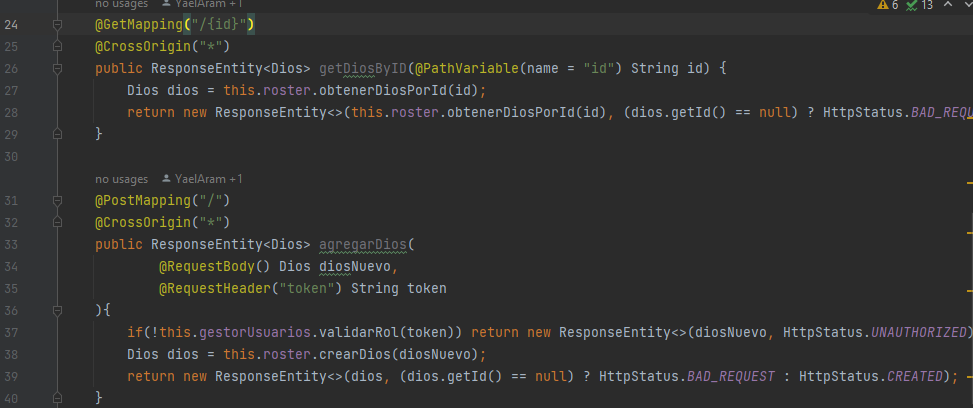 no usages YaelAram +1
6 13
24 @GetMapping("/{id}")
25 @CrossOrigin("*")
26 public ResponseEntity<Dios> getDiosByID(@PathVariable(name = "id") String id) {
27 Dios dios = this.roster.obtenerDiosPorId(id);
28 return new ResponseEntity<>(this.roster.obtenerDiosPorId(id), (dios.getId() == null) ? HttpStatus.BAD_REQU
29 }
30
no usages YaelAram +1
31 @PostMapping("/")
32 @CrossOrigin("*")
33 public ResponseEntity<Dios> agregarDios(
34 @RequestBody() Dios diosNuevo,
35 @RequestHeader("token") String token
36 ){
37 if(!this.gestorUsuarios.validarRol(token)) return new ResponseEntity<>(diosNuevo, HttpStatus.UNAUTHORIZED)
38 Dios dios = this.roster.crearDios(diosNuevo);
39 return new ResponseEntity<>(dios, (dios.getId() == null) ? HttpStatus.BAD_REQUEST : HttpStatus.CREATED);
40 }